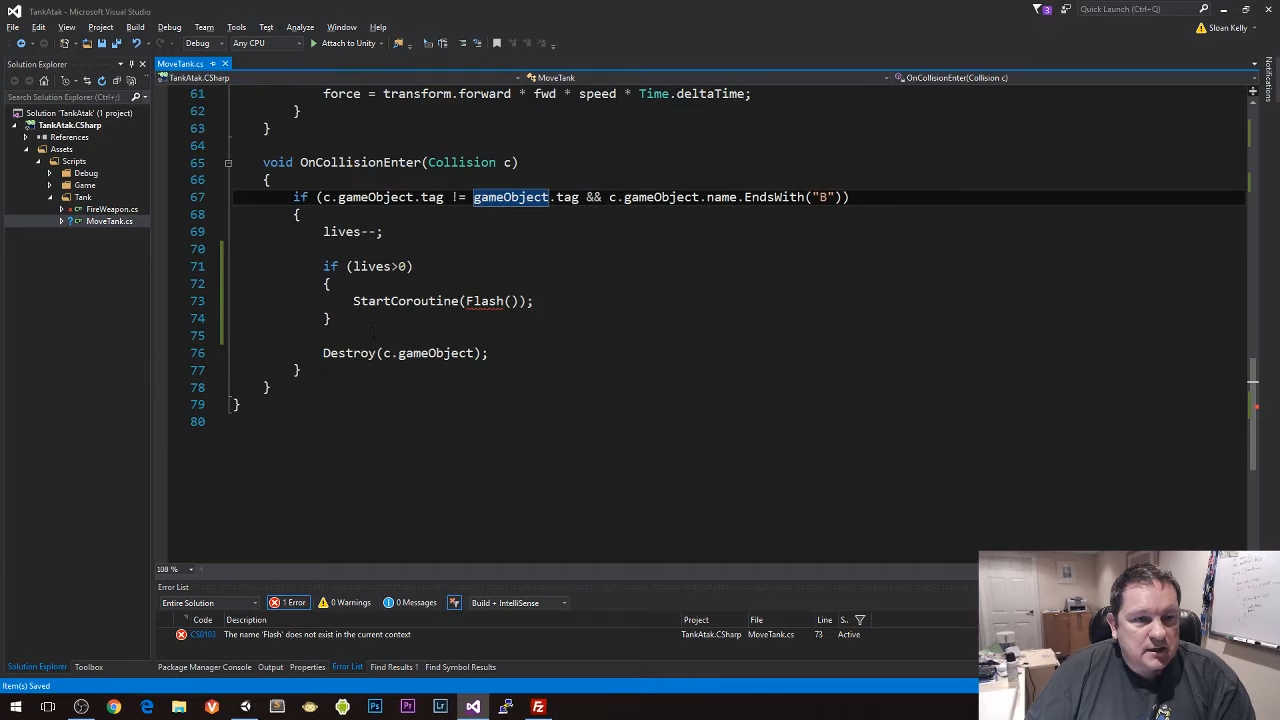 TankAtak - Microsoft Visual Studio
3
Quick Launch (Ctrl+Q)
File Edit View Project Build Debug Team Tools Test Analyze Window Help
Sloan Kelly
Debug Any CPU Attach to Unity
Solution Explorer
MoveTank.cs
TankAtak.CSharp MoveTank OnCollisionEnter(Collision c)
Search Solution Explorer (Ctrl+;)
Solution 'TankAtak' (1 project)
TankAtak.CSharp
References
Assets
Scripts
Debug
Game
Tank
FireWeapon.cs
MoveTank.cs
Notifications
61 force = transform.forward * fwd * speed * Time.deltaTime;
62 }
63 }
64
65 void OnCollisionEnter(Collision c)
66 {
67 if (c.gameObject.tag != gameObject.tag && c.gameObject.name.EndsWith("B"))
68 {
69 lives--;
70
71 if (lives>0)
72 {
73 StartCoroutine(Flash());
74 }
75
76 Destroy(c.gameObject);
77 }
78 }
79 }
80
108 %
Error List
Entire Solution 1 Error 0 Warnings 0 Messages Build + IntelliSense
Code Description Project File Line S..
CS0103 The name 'Flash' does not exist in the current context TankAtak.CSharp MoveTank.cs 73 Active
Solution Explorer Toolbox
Package Manager Console Output Properties Error List Find Results 1 Find Symbol Results
Item(s) Saved